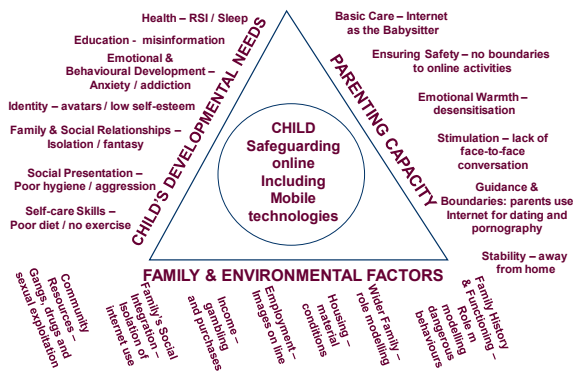 Health – RSI / Sleep
Education -  misinformation
Emotional &
Behavioural Development –
Anxiety / addiction
Identity – avatars / low self-esteem
Family & Social Relationships –
Isolation / fantasy
Social Presentation –
Poor hygiene / aggression
Self-care Skills –
Poor diet / no exercise
CHILD'S DEVELOPMENTAL NEEDS
CHILD
Safeguarding
online
Including
Mobile
technologies
PARENTING CAPACITY
Basic Care – Internet
as the Babysitter
Ensuring Safety – no boundaries
to online activities
Emotional Warmth –
desensitisation
Stimulation – lack of
face-to-face
conversation
Guidance &
Boundaries: parents use
Internet for dating and
pornography
Stability – away
from home
FAMILY & ENVIRONMENTAL FACTORS
Community
Resources –
Gangs, drugs and
sexual exploitation
Family's Social
Integration –
Isolation of
internet use
Income –
gambling
and Purchases
Employment –
Images on line
Housing –
material
conditions
Wider Family –
role modelling
Family History
& Functioning –
Role m
modelling
dangerous
behaviours